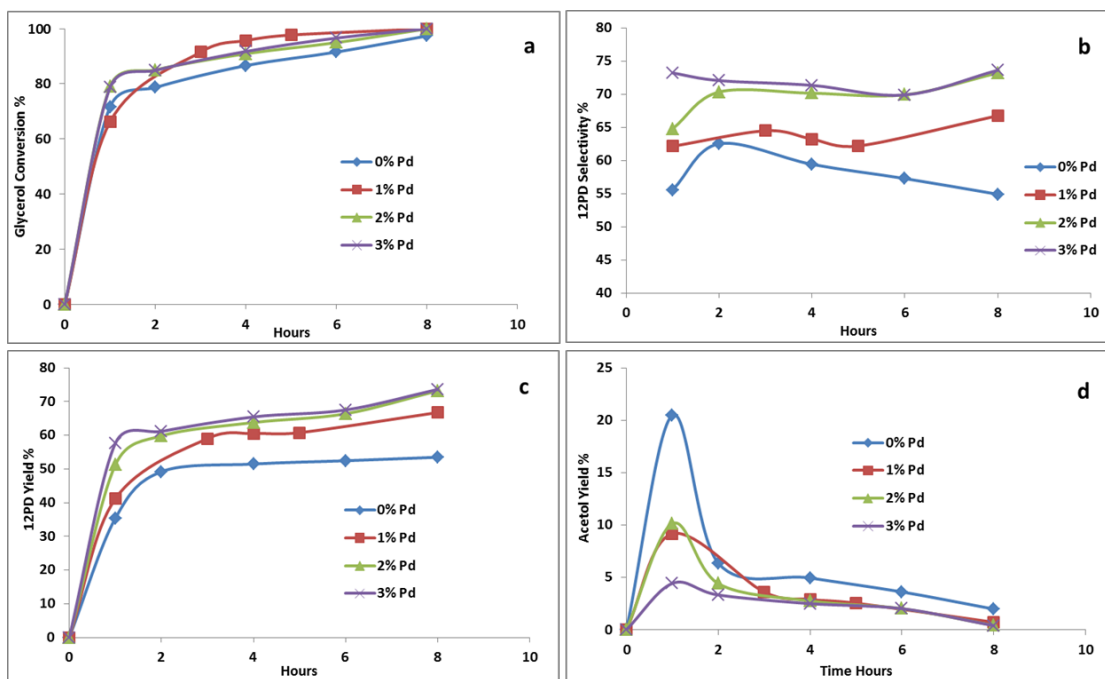 a
Glycerol Conversion %
100
80
60
40
20
0
0% Pd
1% Pd
2% Pd
3% Pd
0 2 4 6 8 10
Hours
b
12PD Selectivity %
80
75
70
65
60
55
50
45
40
0% Pd
1% Pd
2% Pd
3% Pd
0 2 4 6 8 10
Hours
c
12PD Yield %
80
70
60
50
40
30
20
10
0
0% Pd
1% Pd
2% Pd
3% Pd
0 2 4 6 8 10
Hours
d
Acetol Yield %
25
20
15
10
5
0
0% Pd
1% Pd
2% Pd
3% Pd
0 2 4 6 8 10
Time Hours